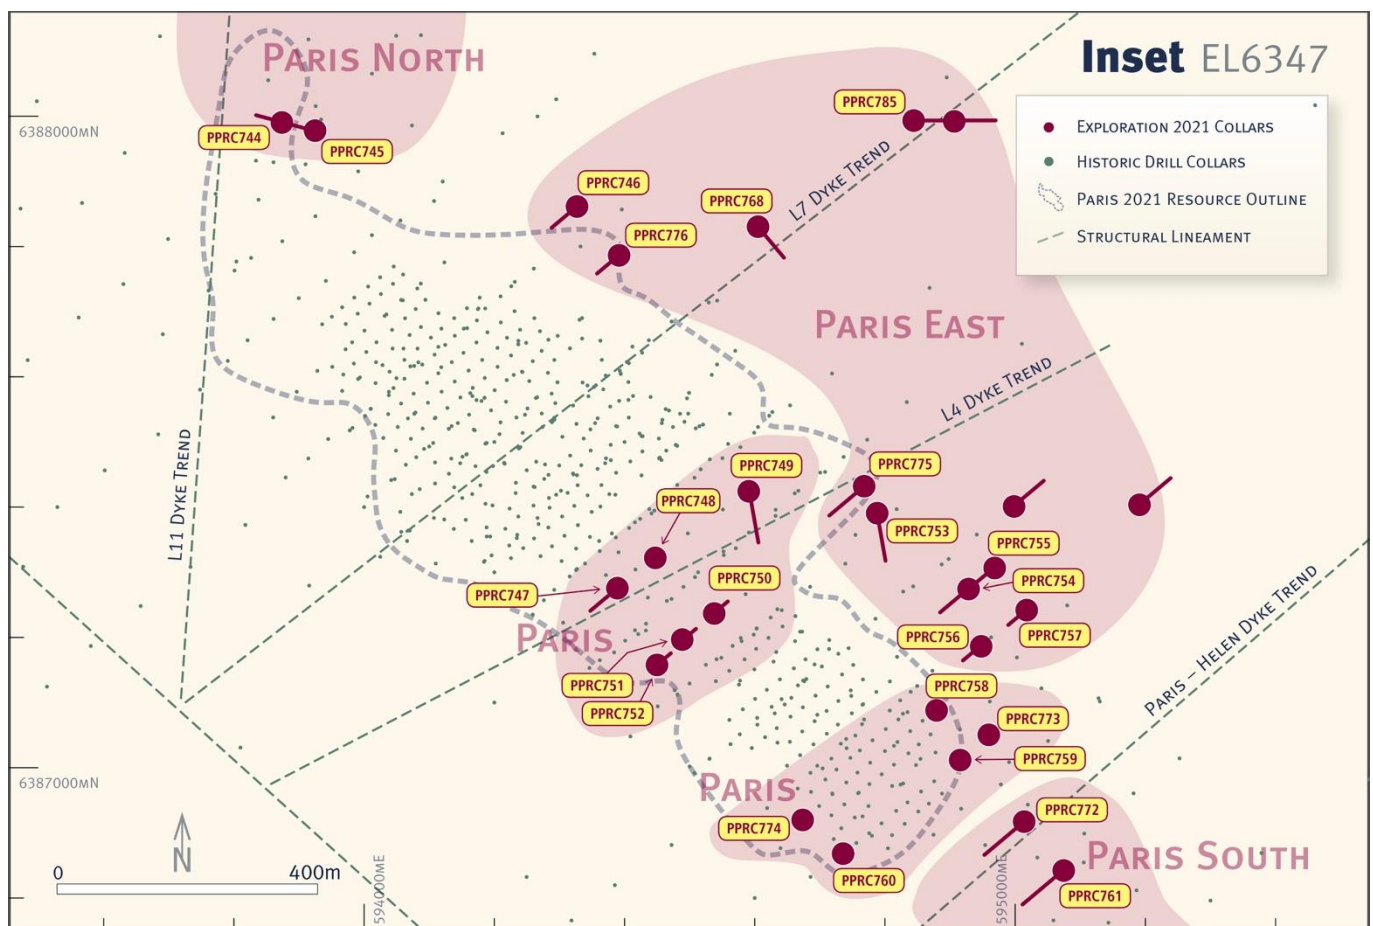 PARIS NORTH
Inset EL6347
PPRC785
EXPLORATION 2021 COLLARS
HISTORIC DRILL COLLARS
PARIS 2021 RESOURCE OUTLINE
STRUCTURAL LINEAMENT
6388000MN
PPRC744
PPRC745
PPRC746
PPRC768
L7 DYKE TREND
PPRC776
PARIS EAST
L4 DYKE TREND
L11 DYKE TREND
PPRC749
PPRC775
PPRC748
PPRC753
PPRC755
PPRC750
PPRC754
PPRC747
PARIS
PPRC756
PPRC757
PARIS – HELEN DYKE TREND
PPRC751
PPRC758
PPRC752
PPRC773
PPRC759
6387000MN
PARIS
PPRC772
PPRC774
PARIS SOUTH
N
0 400m
PPRC760
PPRC761
594000ME
595000ME